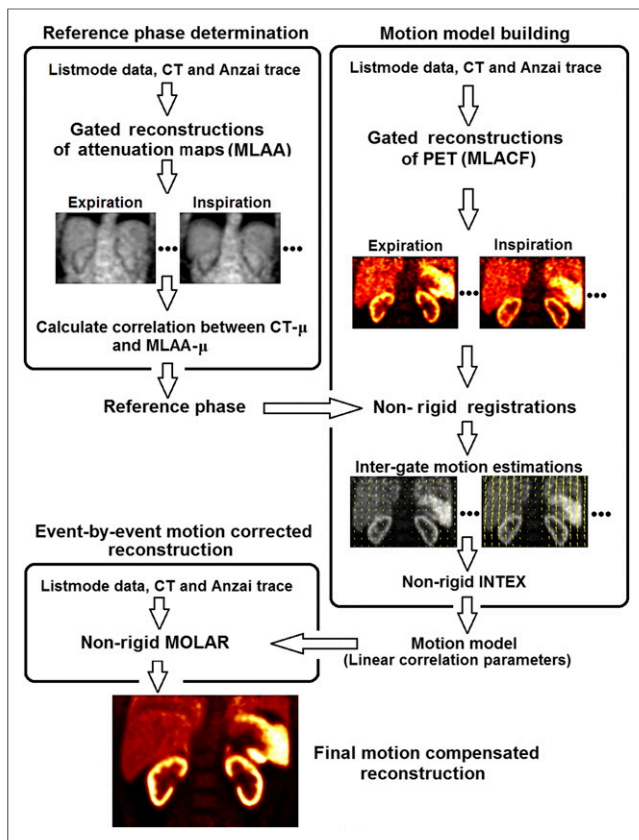 Reference phase determination
Listmode data, CT and Anzai trace
Gated reconstructions
of attenuation maps (MLAA)
Expiration
Inspiration
Calculate correlation between CT-μ
and MLAA-μ
Reference phase
Motion model building
Listmode data, CT and Anzai trace
Gated reconstructions
of PET (MLACF)
Expiration
Inspiration
Non- rigid registrations
Inter-gate motion estimations
Non-rigid INTEX
Motion model
(Linear correlation parameters)
Event-by-event motion corrected
reconstruction
Listmode data, CT and Anzai trace
Non-rigid MOLAR
Final motion compensated
reconstruction